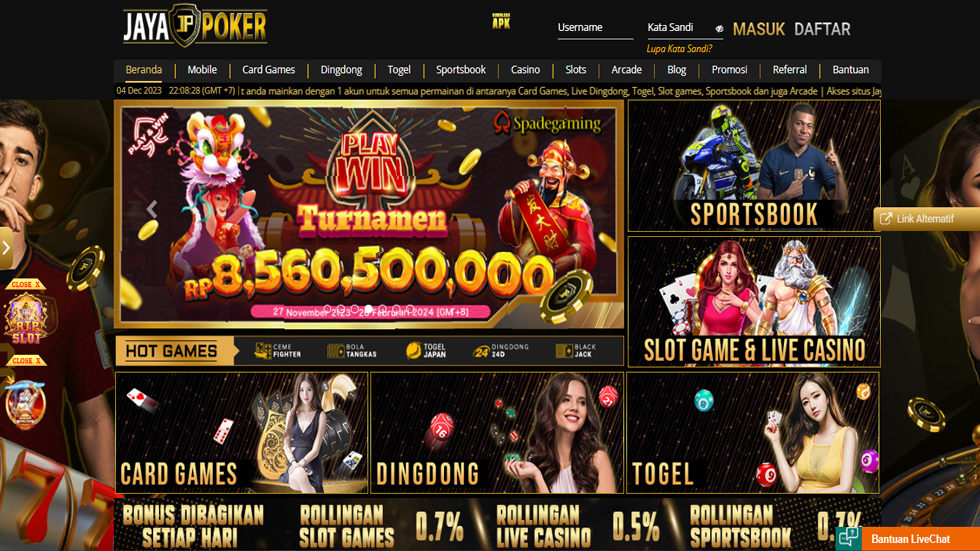 JAYA JP POKER
DOWNLOAD APK
Username
Kata Sandi
MASUK DAFTAR
Lupa Kata Sandi?
Beranda | Mobile | Card Games | Dingdong | Togel | Sportsbook | Casino | Slots | Arcade | Blog | Promosi | Referral | Bantuan
04 Dec 2023 22:08:28 (GMT +7) | t anda mainkan dengan 1 akun untuk semua permainan di antaranya Card Games, Live Dingdong, Togel, Slot games, Sportsbook dan juga Arcade | Akses situs Jay
PLAY & WIN
Spadegaming
PLAY
WIN
Turnamen
RP 8,560,500,000
27 November 2023 - 26 Februari 2024 [GMT+8]
SPORTSBOOK
Link Alternatif
CLOSE X
RTP
SLOT
CLOSE X
SLOT GAME & LIVE CASINO
HOT GAMES
CEME FIGHTER
BOLA TANGKAS
TOGEL JAPAN
24 DINGDONG 24D
BLACK JACK
CARD GAMES
DINGDONG
TOGEL
BONUS DIBAGIKAN
SETIAP HARI
ROLLINGAN
SLOT GAMES
0.7%
ROLLINGAN
LIVE CASINO
0.5%
ROLLINGAN
SPORTSBOOK
Bantuan LiveChat